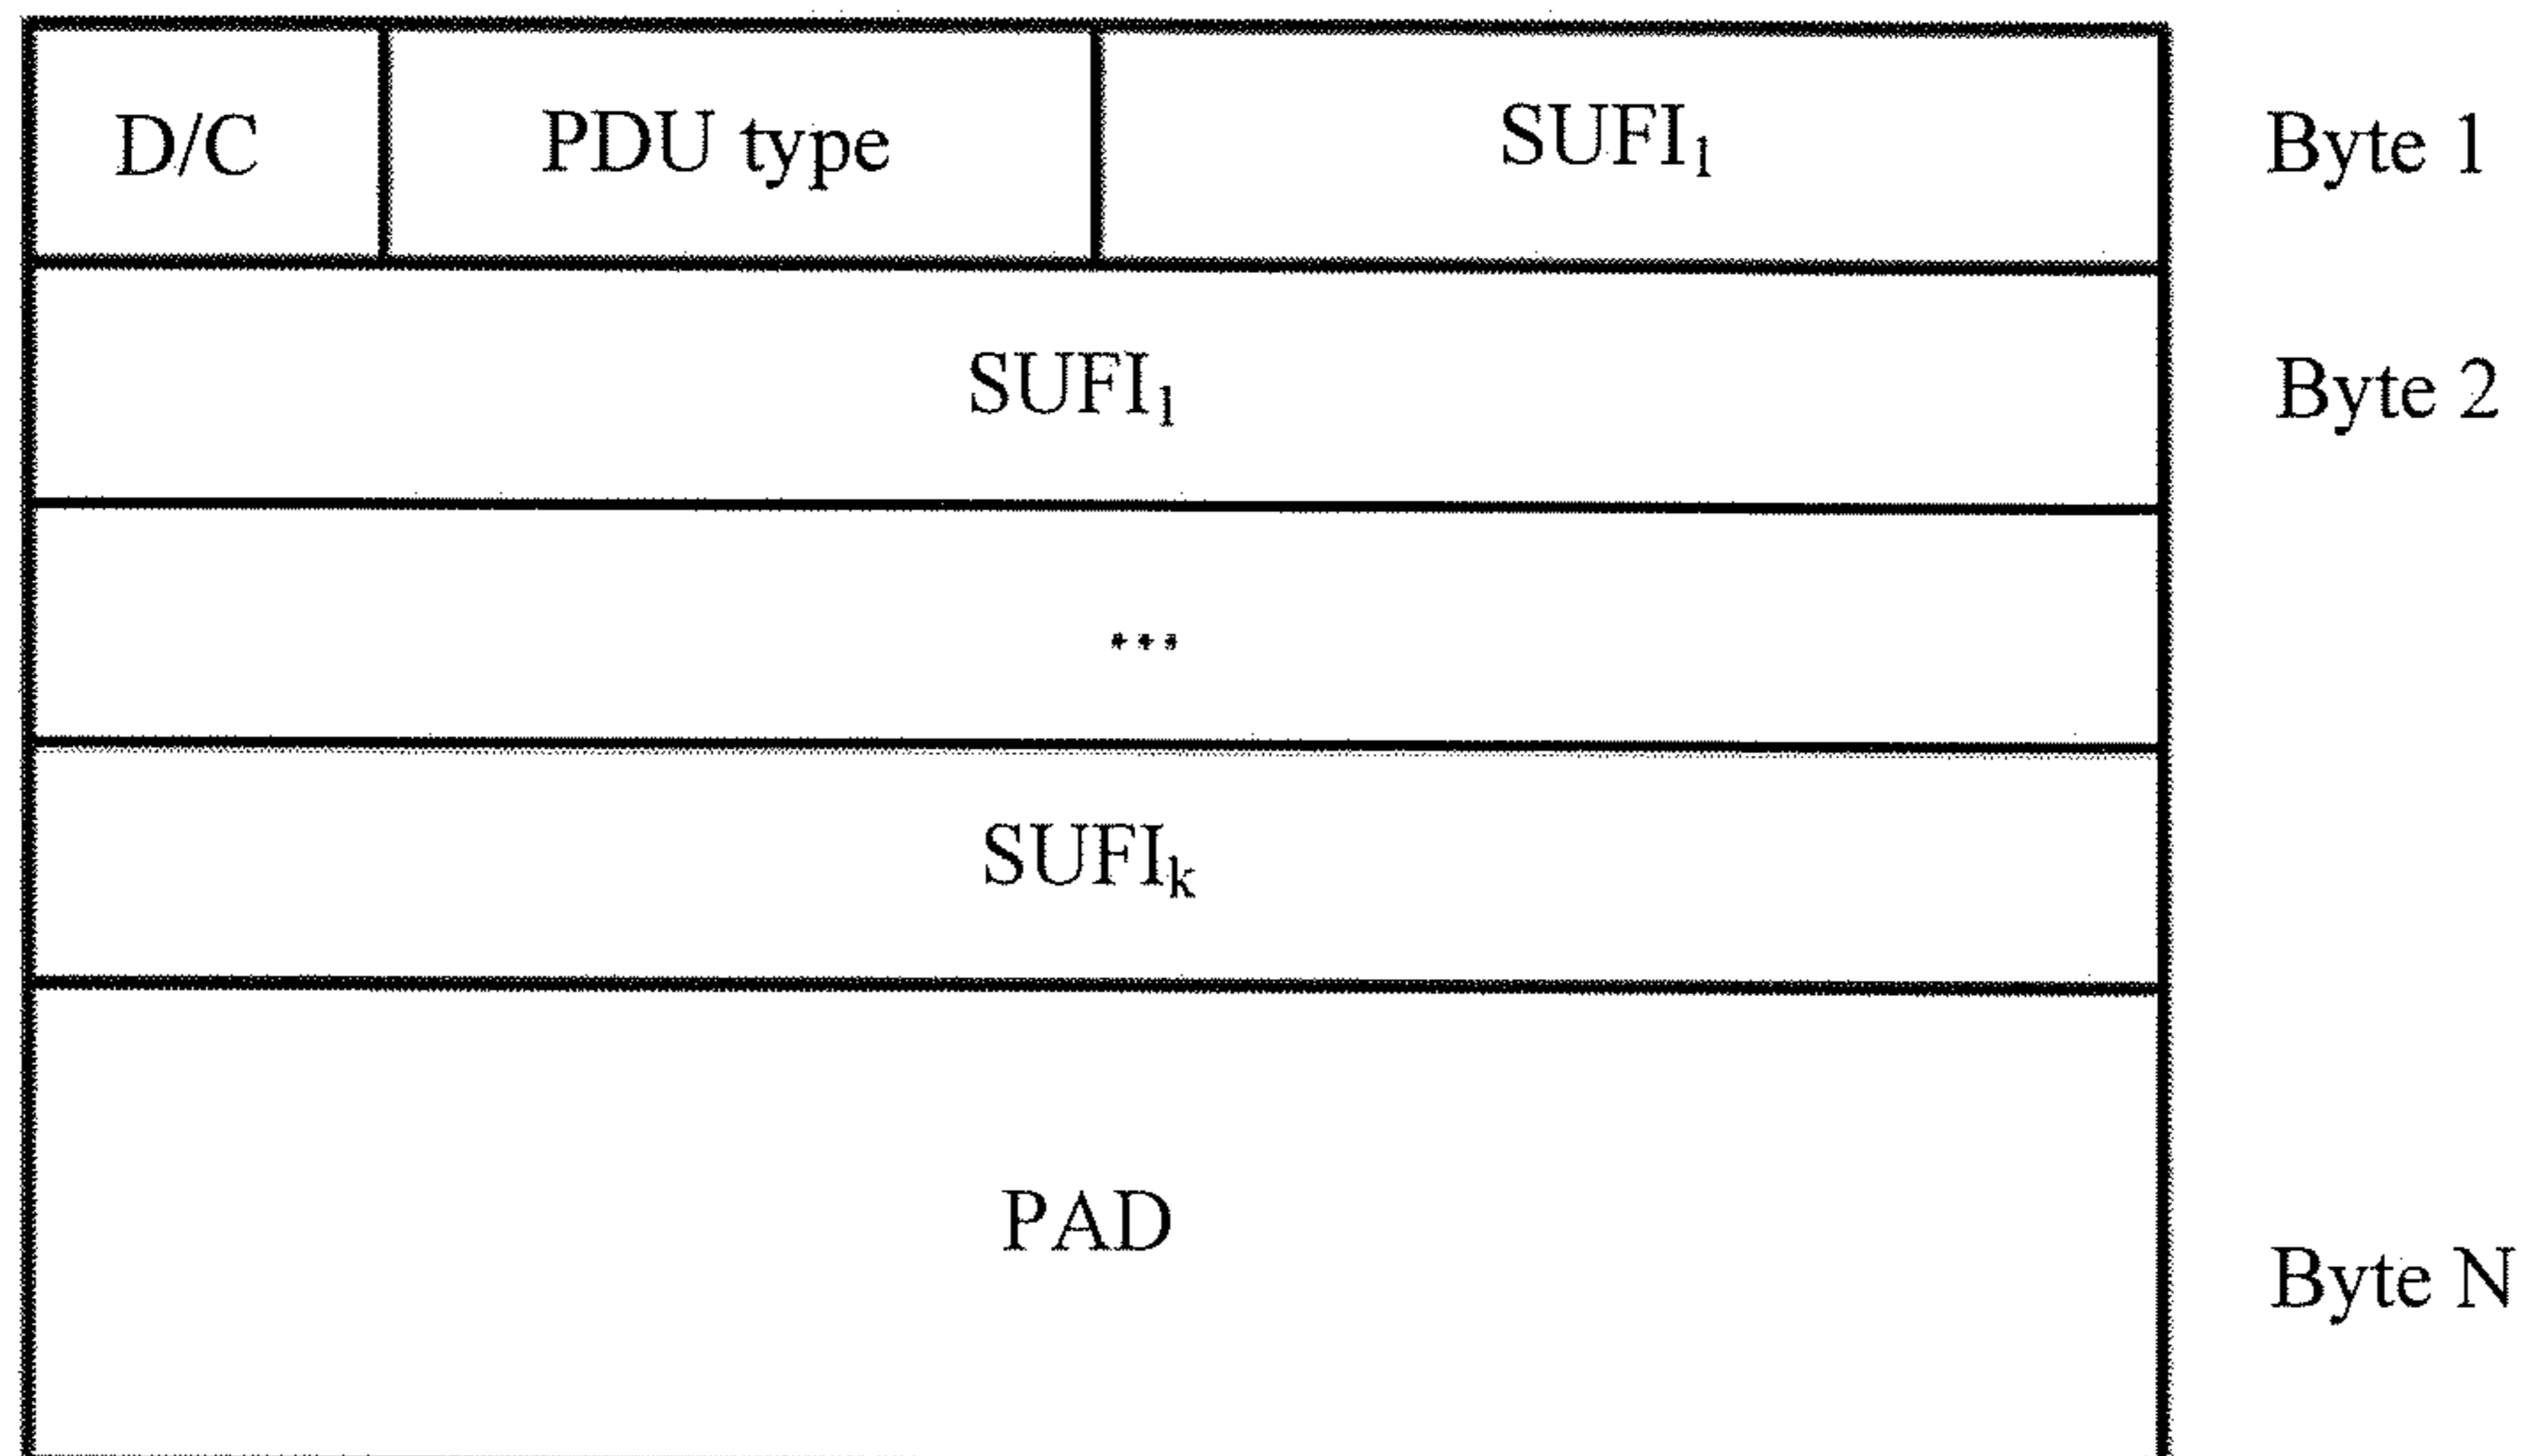 D/C PDU type SUFI₁ Byte 1
SUFI₁ Byte 2
...
SUFIₖ
PAD
Byte N